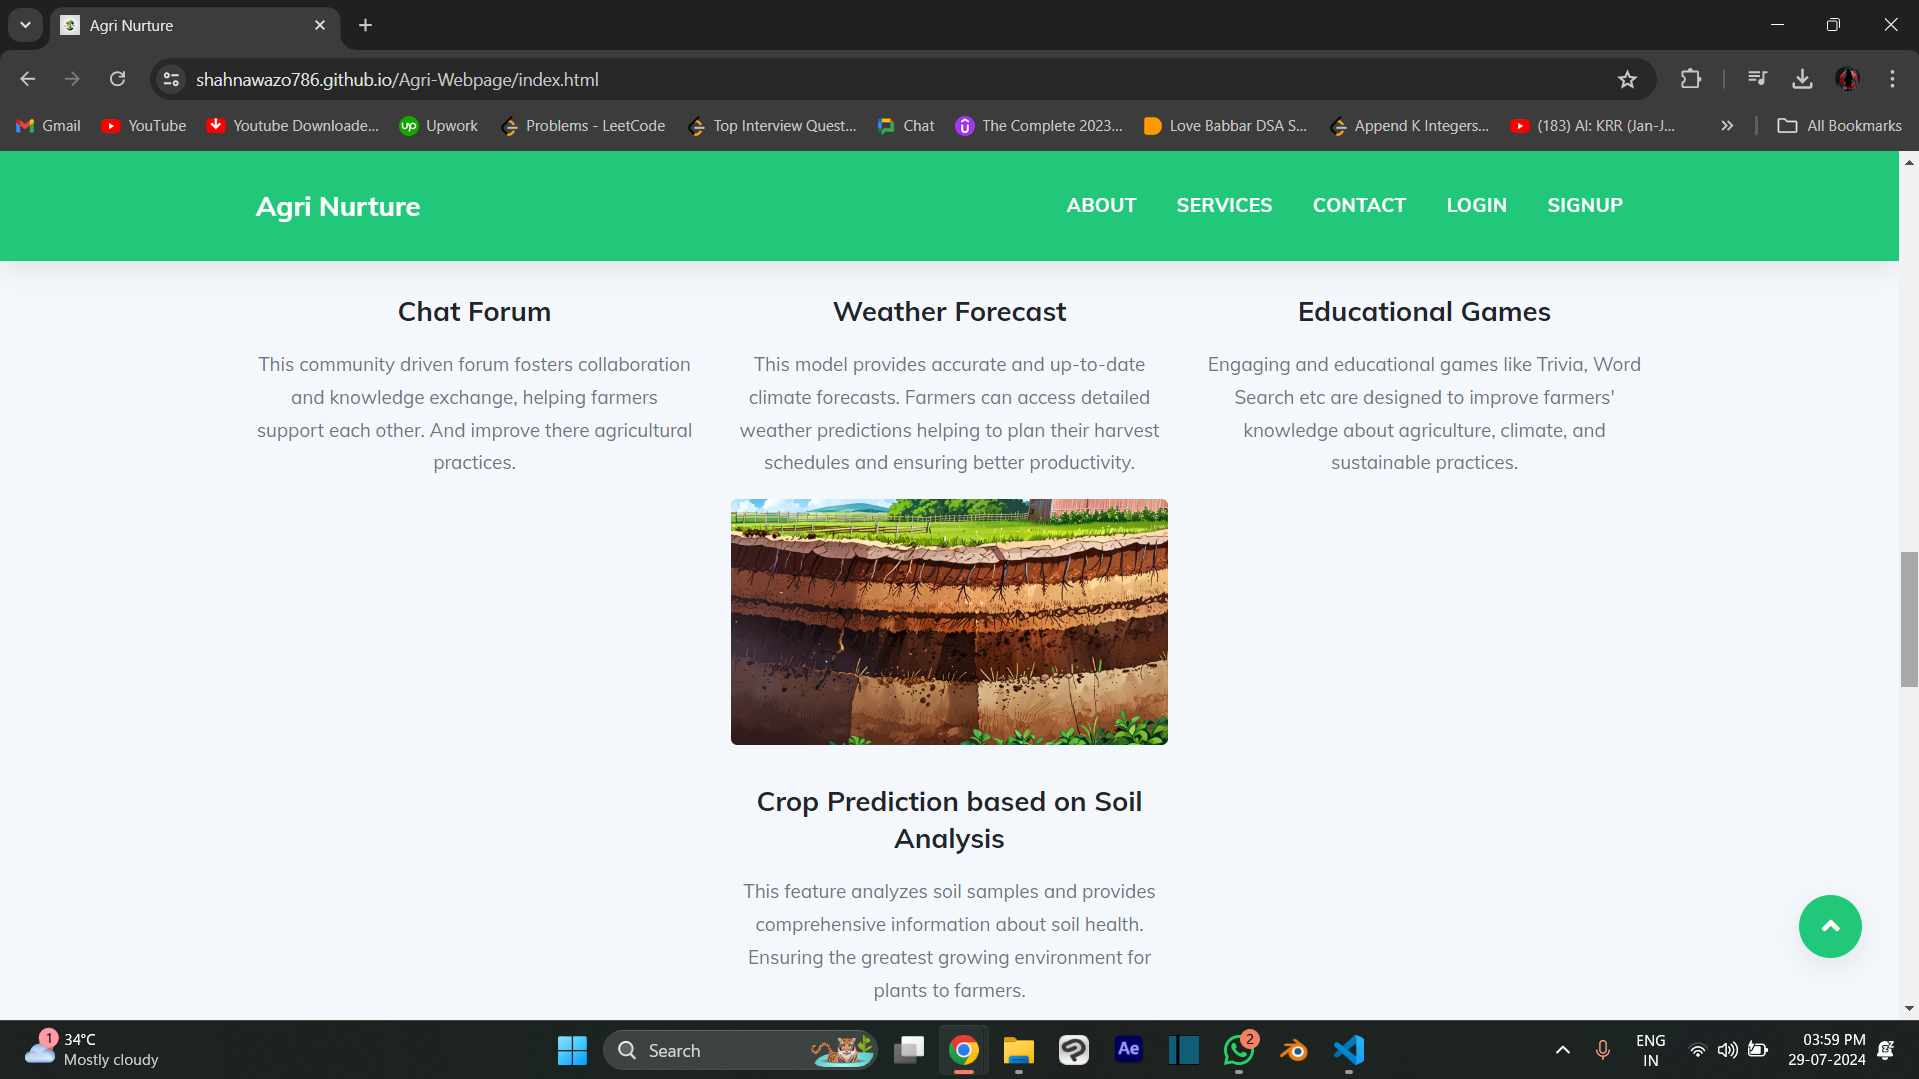 Agri Nurture
shahnawazo786.github.io/Agri-Webpage/index.html
Gmail
YouTube
Youtube Downloade...
Upwork
Problems - LeetCode
Top Interview Quest...
Chat
The Complete 2023...
Love Babbar DSA S...
Append K Integers...
(183) AI: KRR (Jan-J...
All Bookmarks
Agri Nurture
ABOUT
SERVICES
CONTACT
LOGIN
SIGNUP
Chat Forum
This community driven forum fosters collaboration
and knowledge exchange, helping farmers
support each other. And improve there agricultural
practices.
Weather Forecast
This model provides accurate and up-to-date
climate forecasts. Farmers can access detailed
weather predictions helping to plan their harvest
schedules and ensuring better productivity.
Educational Games
Engaging and educational games like Trivia, Word
Search etc are designed to improve farmers'
knowledge about agriculture, climate, and
sustainable practices.
Crop Prediction based on Soil
Analysis
This feature analyzes soil samples and provides
comprehensive information about soil health.
Ensuring the greatest growing environment for
plants to farmers.
1
34°C
Mostly cloudy
Search
Ae
2
ENG
IN
03:59 PM
29-07-2024